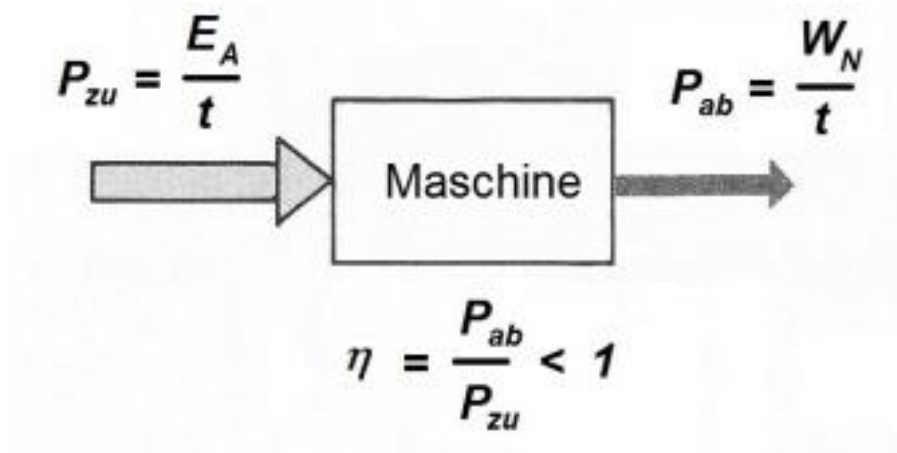 P_zu = E_A / t
P_ab = W_N / t
Maschine
η = P_ab / P_zu < 1